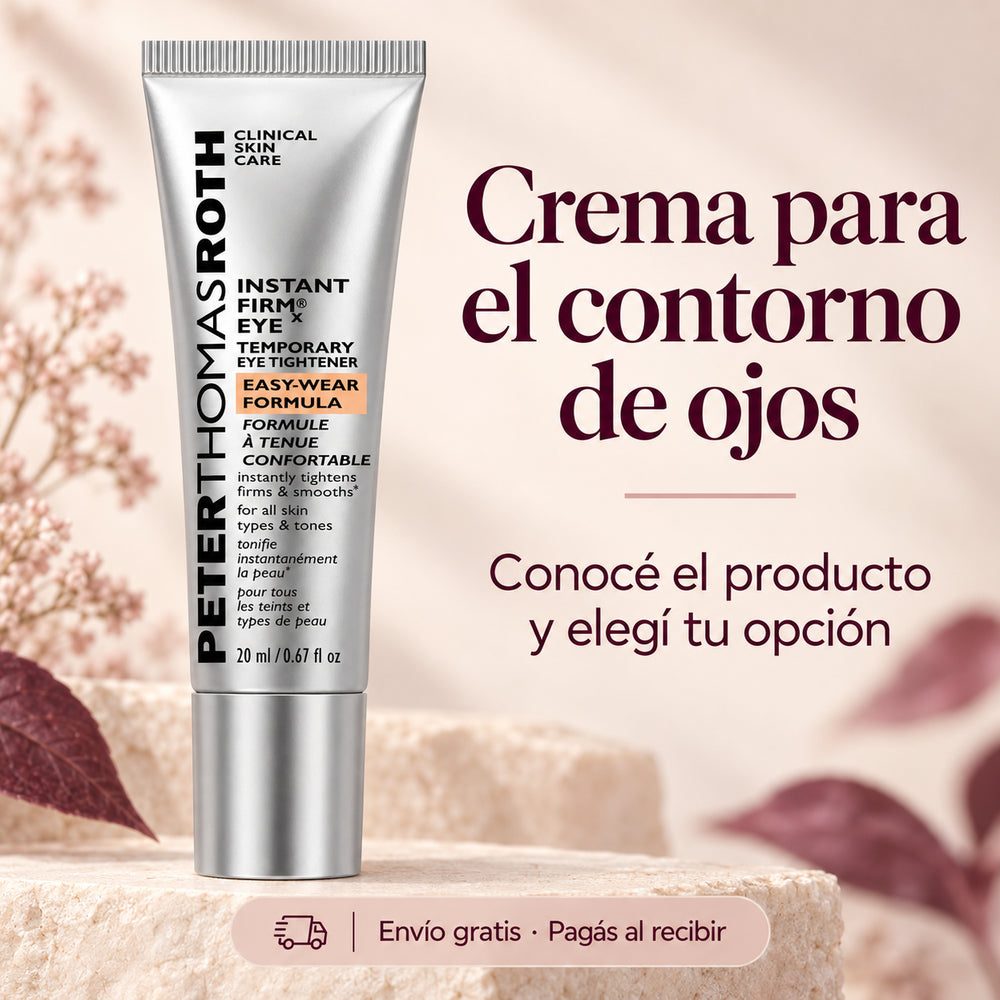 PETERTHOMASROTH
CLINICAL
SKIN
CARE
INSTANT
FIRM®
EYE x
TEMPORARY
EYE TIGHTENER
EASY-WEAR
FORMULA
FORMULE
À TENUE
CONFORTABLE
instantly tightens
firms & smooths*
for all skin
types & tones
tonifie
instantanément
la peau*
pour tous
les teints et
types de peau
20 ml / 0.67 fl oz
Crema para
el contorno
de ojos
Conocé el producto
y elegí tu opción
Envío gratis · Pagás al recibir